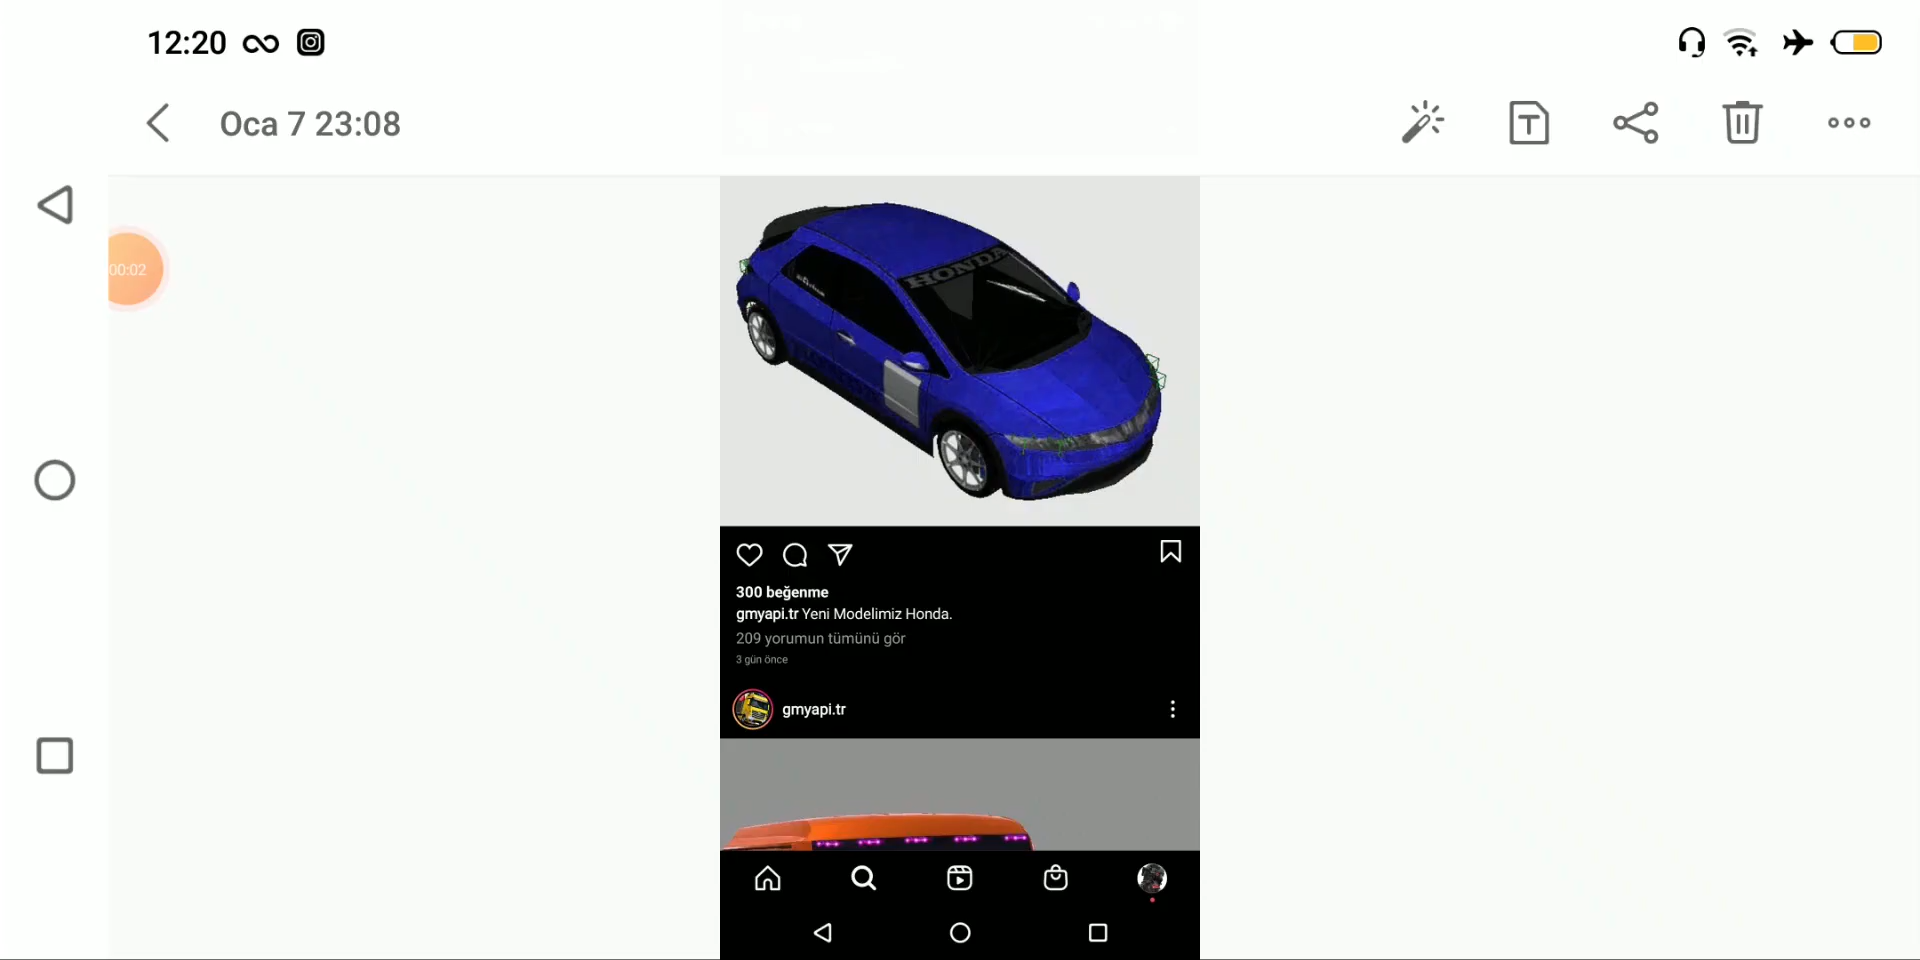 12:20
Oca 7 23:08
00:02
HONDA
300 beğenme
gmyapi.tr Yeni Modelimiz Honda.
209 yorumun tümünü gör
3 gün önce
gmyapi.tr